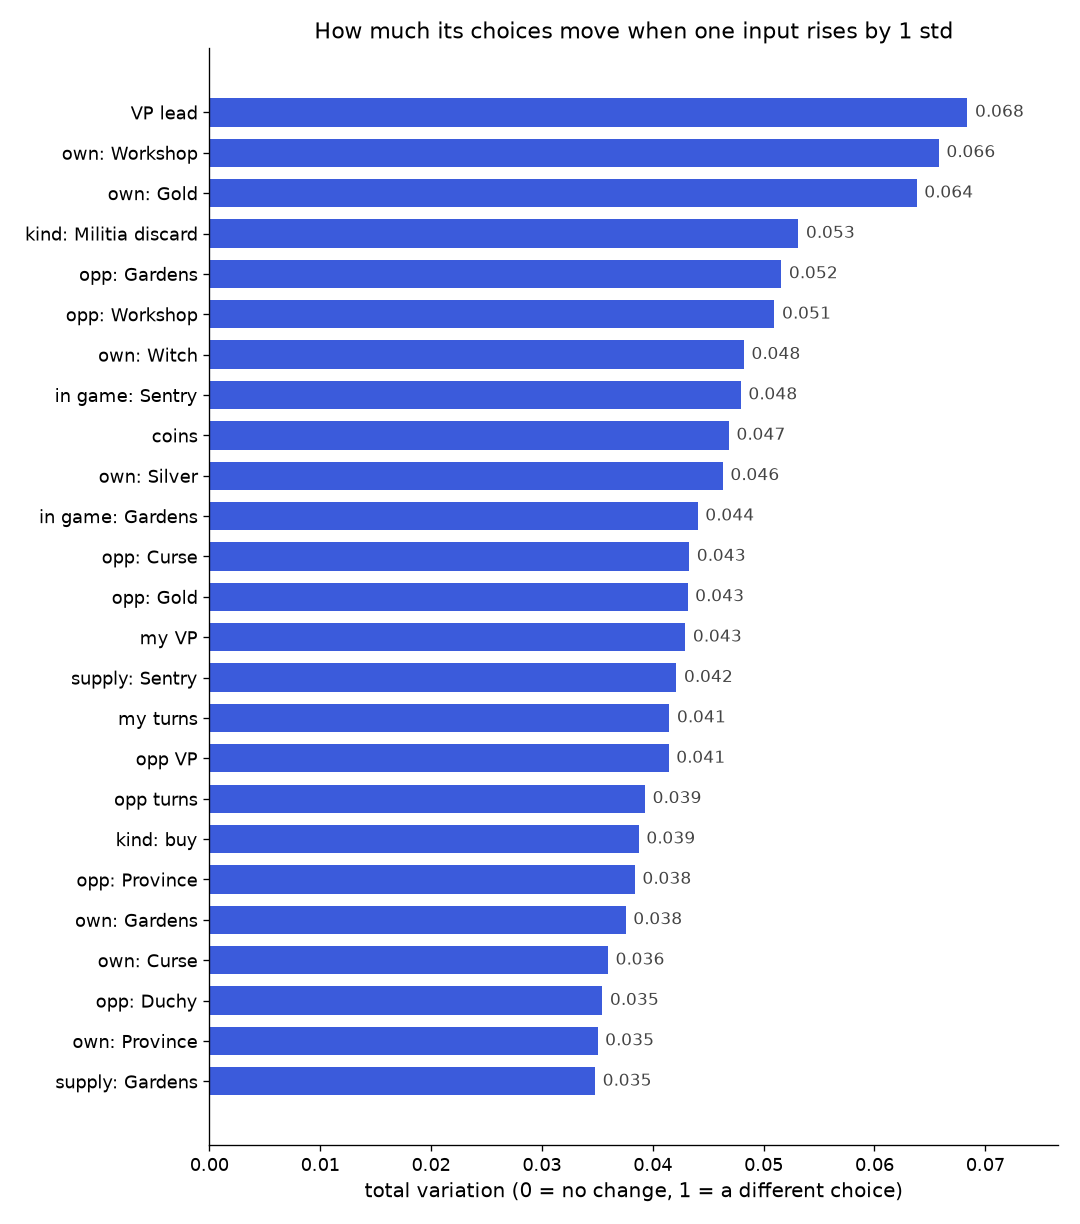 How much its choices move when one input rises by 1 std
VP lead 0.068
own: Workshop 0.066
own: Gold 0.064
kind: Militia discard 0.053
opp: Gardens 0.052
opp: Workshop 0.051
own: Witch 0.048
in game: Sentry 0.048
coins 0.047
own: Silver 0.046
in game: Gardens 0.044
opp: Curse 0.043
opp: Gold 0.043
my VP 0.043
supply: Sentry 0.042
my turns 0.041
opp VP 0.041
opp turns 0.039
kind: buy 0.039
opp: Province 0.038
own: Gardens 0.038
own: Curse 0.036
opp: Duchy 0.035
own: Province 0.035
supply: Gardens 0.035
0.00 0.01 0.02 0.03 0.04 0.05 0.06 0.07
total variation (0 = no change, 1 = a different choice)